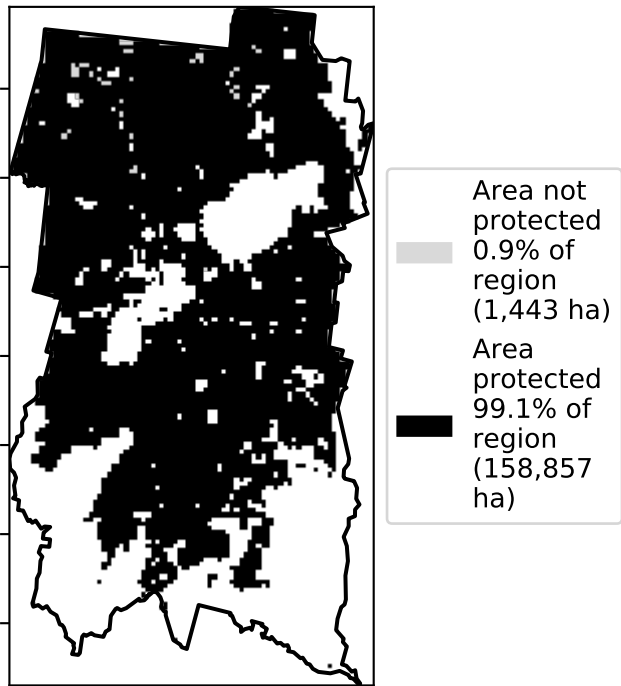 Area not
protected
0.9% of
region
(1,443 ha)
Area
protected
99.1% of
region
(158,857
ha)